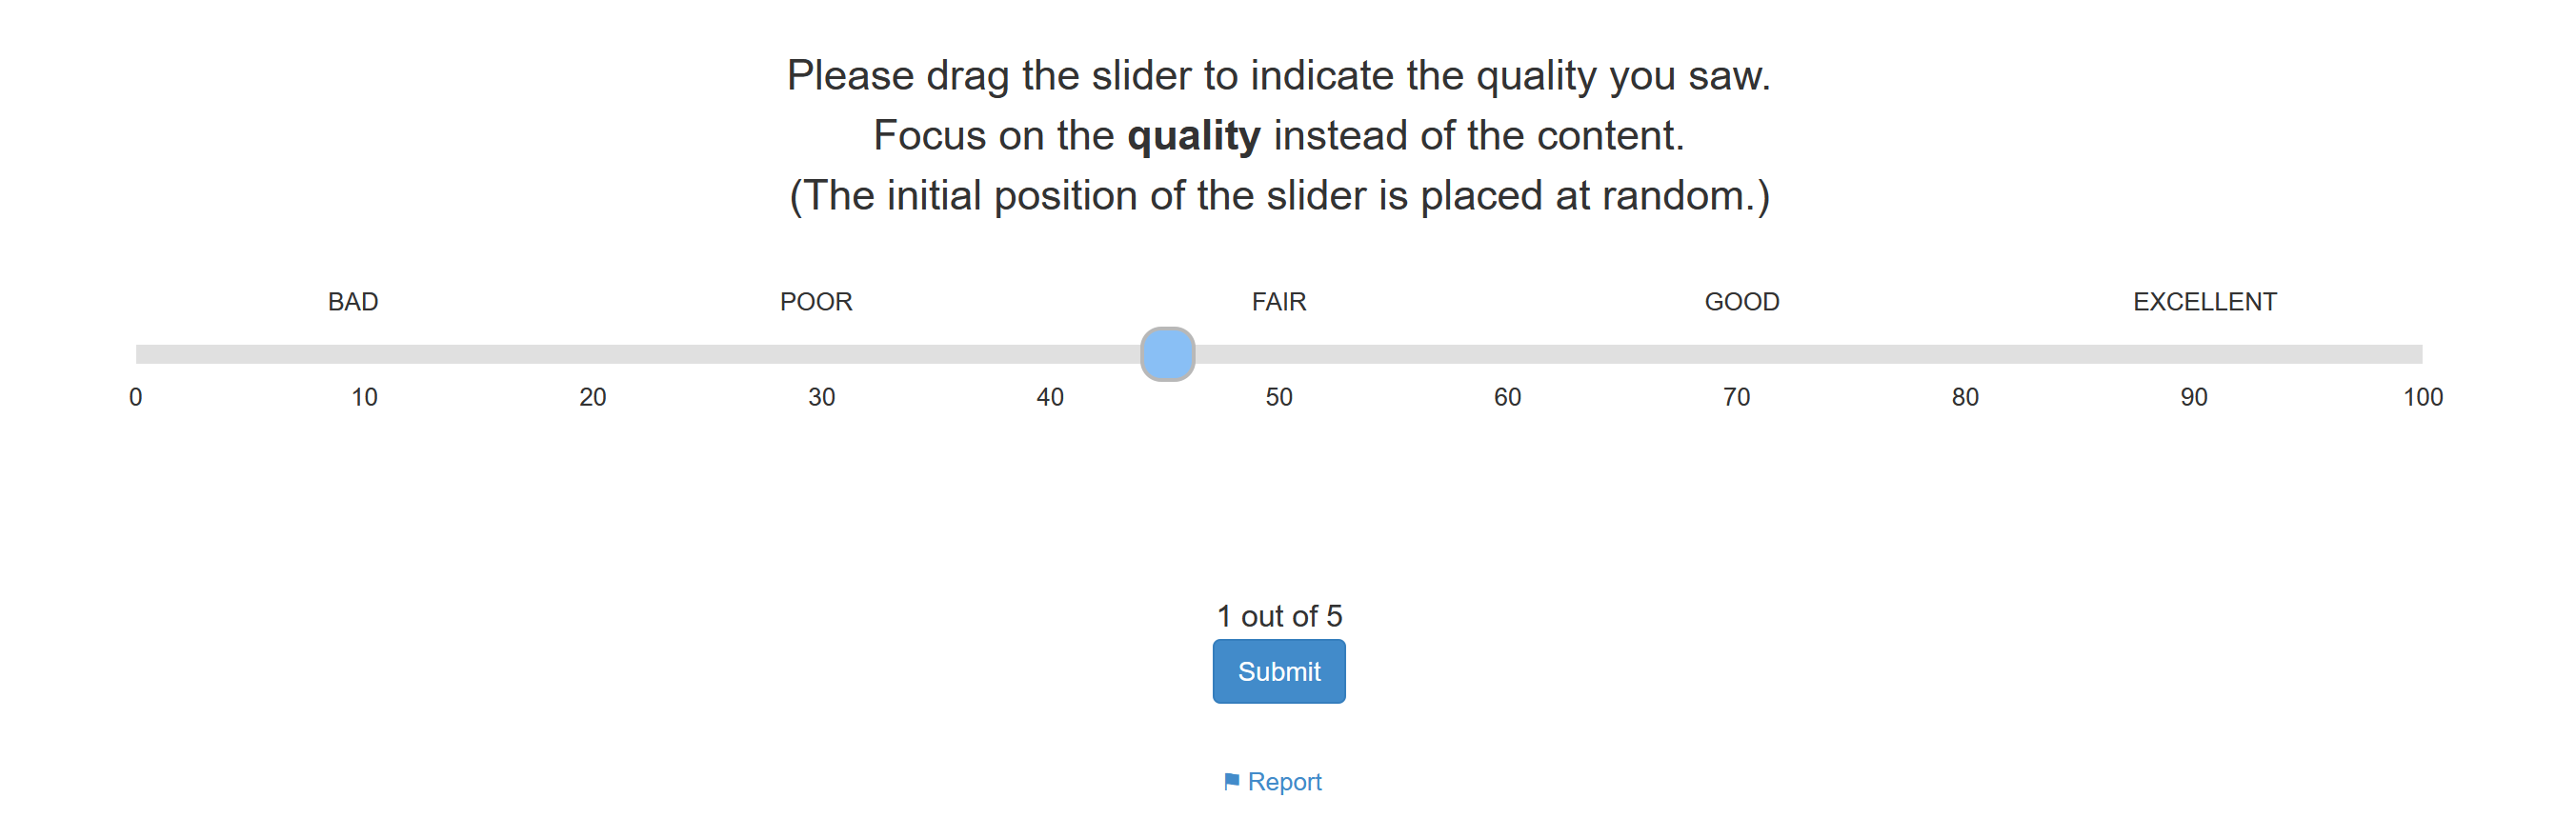 Please drag the slider to indicate the quality you saw.
Focus on the quality instead of the content.
(The initial position of the slider is placed at random.)
BAD POOR FAIR GOOD EXCELLENT
0 10 20 30 40 50 60 70 80 90 100
1 out of 5
Submit
Report